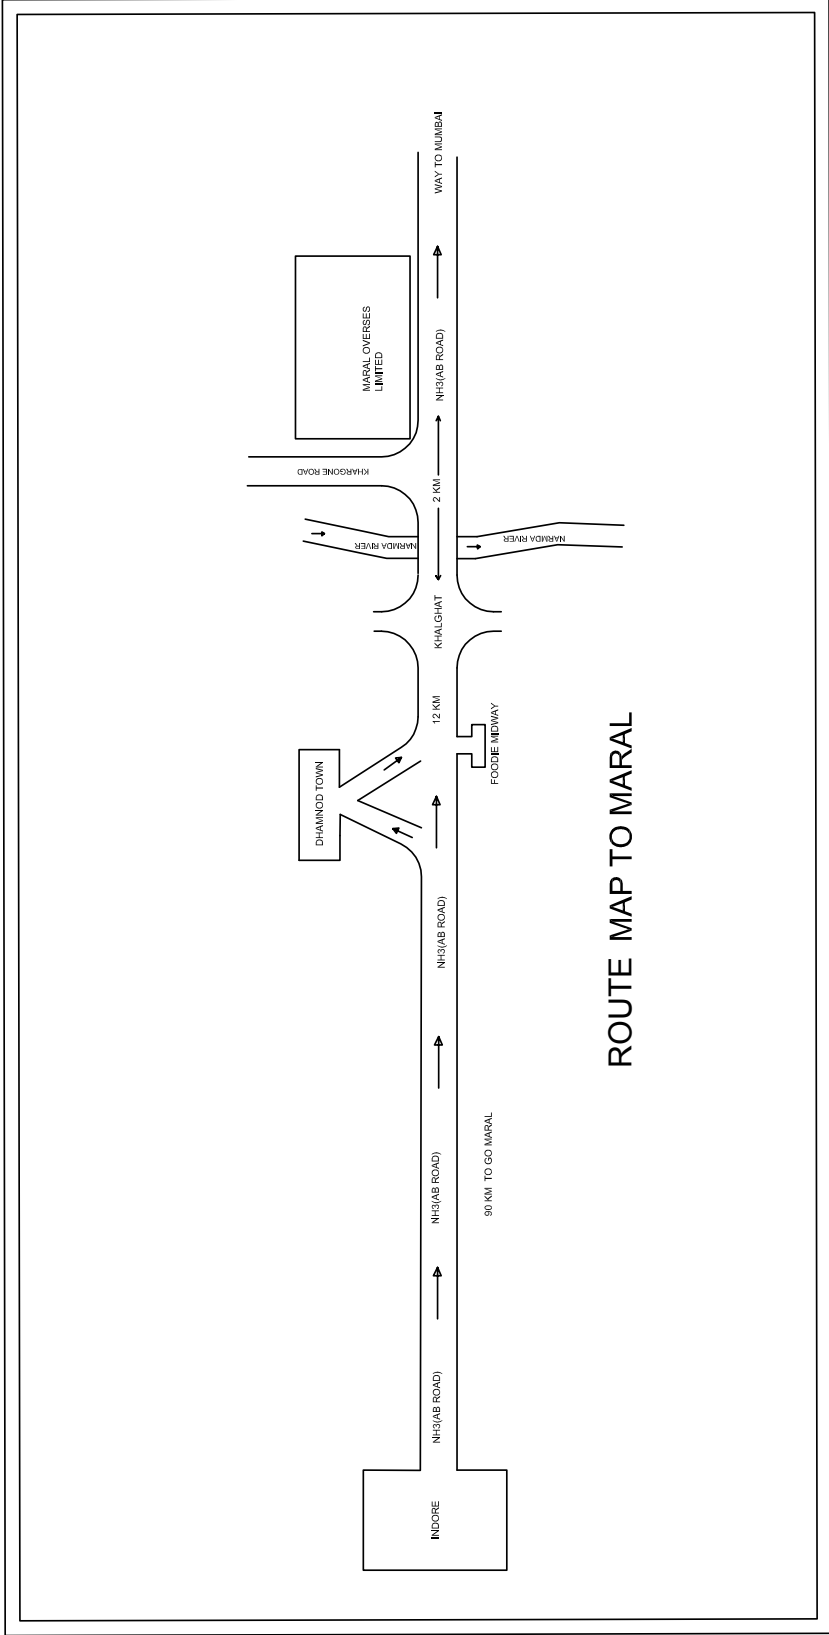 WAY TO MUMBAI
MARAL OVERSES
LIMITED
NH3(AB ROAD)
KHARGONE ROAD
2 KM
NARMDA RIVER
NARMDA RIVER
KHALGHAT
12 KM
FOODIE MIDWAY
DHAMNOD TOWN
NH3(AB ROAD)
ROUTE MAP TO MARAL
90 KM TO GO MARAL
NH3(AB ROAD)
NH3(AB ROAD)
INDORE